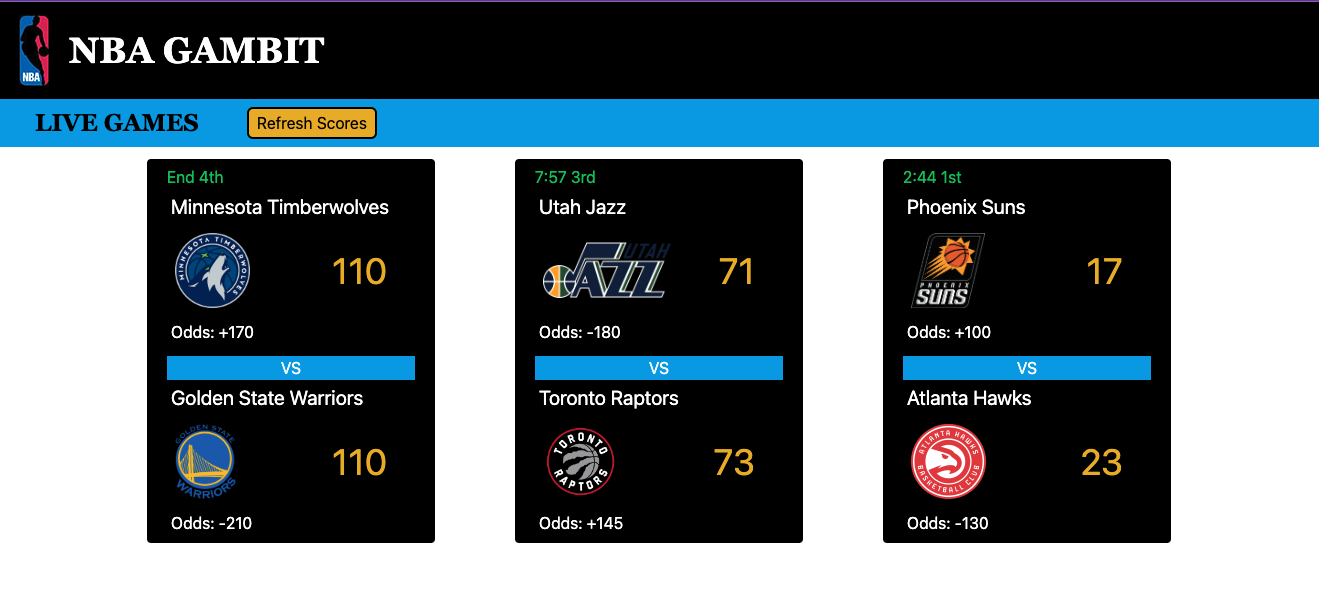 NBA
NBA GAMBIT
LIVE GAMES
Refresh Scores
End 4th
Minnesota Timberwolves
MINNESOTA TIMBERWOLVES
110
Odds: +170
VS
Golden State Warriors
GOLDEN STATE
WARRIORS
110
Odds: -210
7:57 3rd
Utah Jazz
UTAH
JAZZ
71
Odds: -180
VS
Toronto Raptors
TORONTO
RAPTORS
73
Odds: +145
2:44 1st
Phoenix Suns
PHOENIX
SUNS
17
Odds: +100
VS
Atlanta Hawks
ATLANTA HAWKS
BASKETBALL CLUB
23
Odds: -130